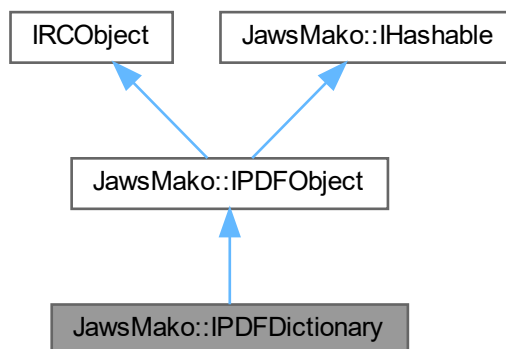 IRCObject
JawsMako::IHashable
JawsMako::IPDFObject
JawsMako::IPDFDictionary